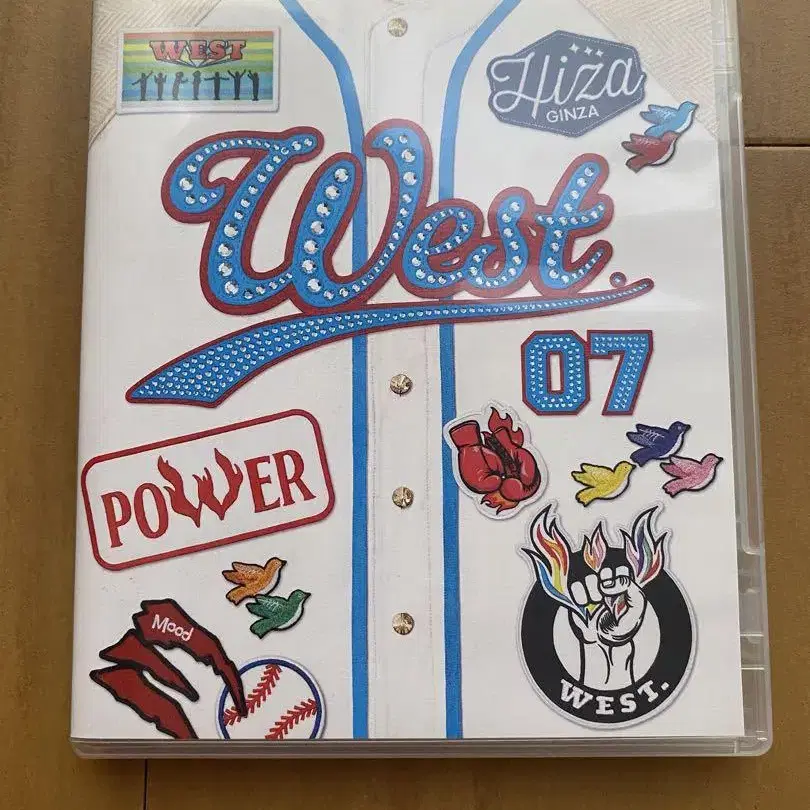 WEST
Hiza
GINZA
West.
07
POWER
Mood
WEST.